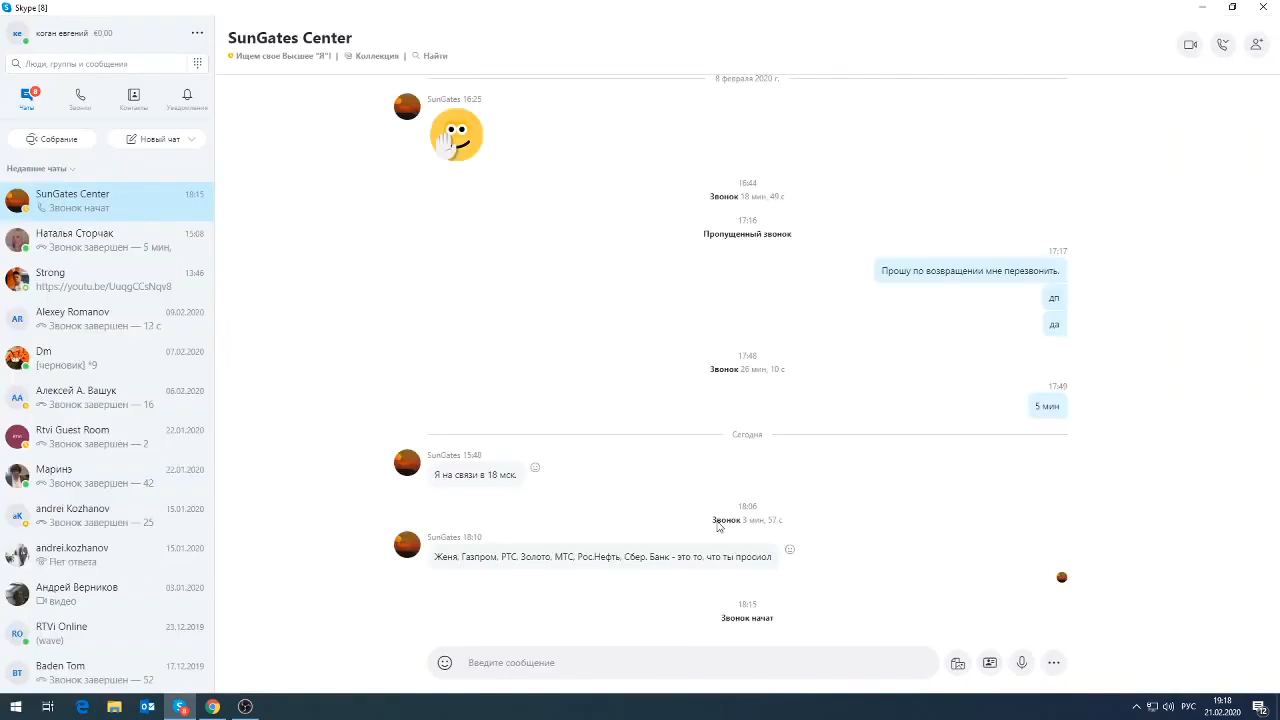 Skype [8]
КЕ коган евгений €0,00
Люди, группы и сообщения
8
Чаты Звонки Контакты Уведомления
Собрание Новый чат
Недавние чаты
SunGates Center 18:15
Звонок начат
Наталья Сторчак 15:08
Звонок завершен — 5 мин,
Strong 13:46
https://youtu.be/UuqgCCsNqv8
AR Alexey Romanov 09.02.2020
Звонок завершен — 13 с
Dm 07.02.2020
[черновик] *9
АА Алексей А. Вашук 06.02.2020
Звонок завершен — 16
Rtvi Guest Room 22.01.2020
Звонок завершен — 2
Маринэ 22.01.2020
Звонок завершен — 42
andrei Kozhanov 15.01.2020
Звонок завершен — 25
andrei.kozhanov 15.01.2020
Нет ответа
Андрей Верников 03.01.2020
видео
RO RTVi Online 23.12.2019
(wave)
BT Baden Tom 17.12.2019
Звонок завершен — 52
SunGates Center
Ищем свое Высшее "Я"! | Коллекция | Найти
8 февраля 2020 г.
SunGates 16:25
16:44
Звонок 18 мин, 49 с
17:16
Пропущенный звонок
17:17
Прошу по возвращении мне перезвонить.
дп
да
17:48
Звонок 26 мин, 10 с
17:49
5 мин
Сегодня
SunGates 15:48
Я на связи в 18 мск.
18:06
Звонок 3 мин, 57 с
SunGates 18:10
Женя, Газпром, РТС, Золото, МТС, Рос.Нефть, Сбер. Банк - это то, что ты просиол
18:15
Звонок начат
Введите сообщение
РУС
19:18
21.02.2020
12